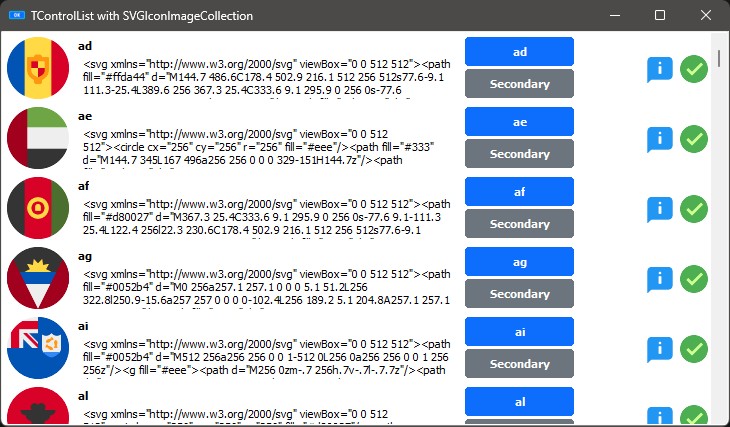 TControlList with SVGIconImageCollection
ad
<svg xmlns="http://www.w3.org/2000/svg" viewBox="0 0 512 512"><path
fill="#ffda44" d="M144.7 486.6C178.4 502.9 216.1 512 256 512s77.6-9.1
111.3-25.4L389.6 256 367.3 25.4C333.6 9.1 295.9 0 256 0s-77.6
ad
Secondary
ae
<svg xmlns="http://www.w3.org/2000/svg" viewBox="0 0 512
512"><circle cx="256" cy="256" r="256" fill="#eee"/><path fill="#333"
d="M144.7 345L167 496a256 256 0 0 0 329-151H144.7z"/><path
ae
Secondary
af
<svg xmlns="http://www.w3.org/2000/svg" viewBox="0 0 512 512"><path
fill="#d80027" d="M367.3 25.4C333.6 9.1 295.9 0 256 0s-77.6 9.1-111.3
25.4L122.4 256l22.3 230.6C178.4 502.9 216.1 512 256 512s77.6-9.1
af
Secondary
ag
<svg xmlns="http://www.w3.org/2000/svg" viewBox="0 0 512 512"><path
fill="#0052b4" d="M0 256a257.1 257.1 0 0 0 5.1 51.2L256
322.8l250.9-15.6a257 257 0 0 0 0-102.4L256 189.2 5.1 204.8A257.1 257.1
ag
Secondary
ai
<svg xmlns="http://www.w3.org/2000/svg" viewBox="0 0 512 512"><path
fill="#0052b4" d="M512 256a256 256 0 0 1-512 0L256 0a256 256 0 0 1 256
256z"/><g fill="#eee"><path d="M256 0zm-.7 256h.7v-.7l-.7.7z"/><path
ai
Secondary
al
<svg xmlns="http://www.w3.org/2000/svg" viewBox="0 0 512
al